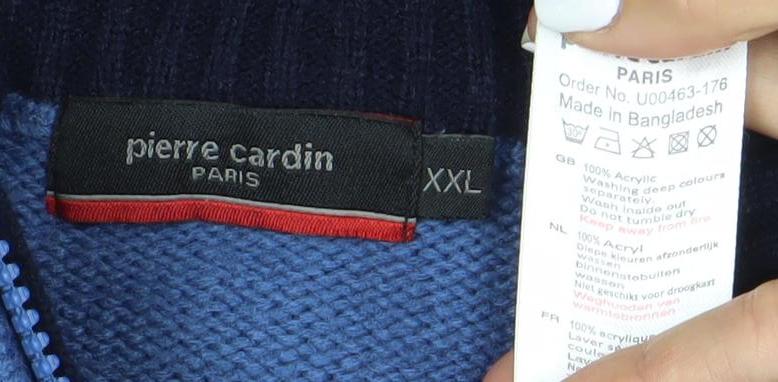 pierre cardin
PARIS
XXL
PARIS
Order No. U00463-176
Made in Bangladesh
30°
GB 100% Acrylic
Washing deep colours
separately.
Wash inside out
Do not tumble dry
Keep away from fire
NL 100% Acryl
Diepe kleuren afzonderlijk
wassen
binnenstebuiten
wassen
Niet geschikt voor droogkast
Weghouden van
warmtebronnen
FR 100% acrylique
Laver